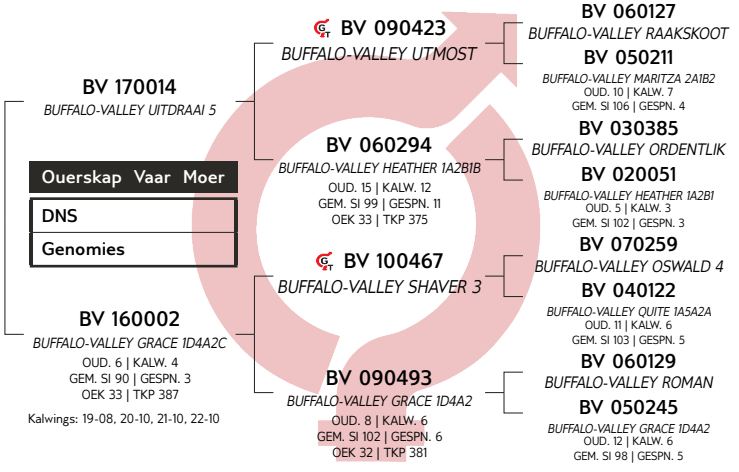 BV 170014
BUFFALO-VALLEY UITDRAAI 5
Ouerskap Vaar Moer
DNS
Genomies
BV 160002
BUFFALO-VALLEY GRACE 1D4A2C
OUD. 6 | KALW. 4
GEM. SI 90 | GESPN. 3
OEK 33 | TKP 387
Kalwings: 19-08, 20-10, 21-10, 22-10
GT BV 090423
BUFFALO-VALLEY UTMOST
BV 060294
BUFFALO-VALLEY HEATHER 1A2B1B
OUD. 15 | KALW. 12
GEM. SI 99 | GESPN. 11
OEK 33 | TKP 375
GT BV 100467
BUFFALO-VALLEY SHAVER 3
BV 090493
BUFFALO-VALLEY GRACE 1D4A2
OUD. 8 | KALW. 6
GEM. SI 102 | GESPN. 6
OEK 32 | TKP 381
BV 060127
BUFFALO-VALLEY RAAKSKOOT
BV 050211
BUFFALO-VALLEY MARITZA 2A1B2
OUD. 10 | KALW. 7
GEM. SI 106 | GESPN. 4
BV 030385
BUFFALO-VALLEY ORDENTLIK
BV 020051
BUFFALO-VALLEY HEATHER 1A2B1
OUD. 5 | KALW. 3
GEM. SI 102 | GESPN. 3
BV 070259
BUFFALO-VALLEY OSWALD 4
BV 040122
BUFFALO-VALLEY QUITE 1A5A2A
OUD. 11 | KALW. 6
GEM. SI 103 | GESPN. 5
BV 060129
BUFFALO-VALLEY ROMAN
BV 050245
BUFFALO-VALLEY GRACE 1D4A2
OUD. 12 | KALW. 6
GEM. SI 98 | GESPN. 5